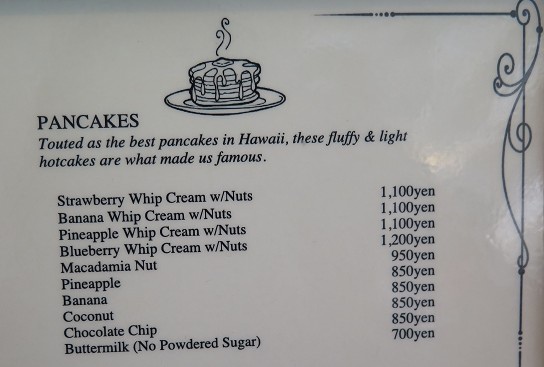 PANCAKES
Touted as the best pancakes in Hawaii, these fluffy & light
hotcakes are what made us famous.
Strawberry Whip Cream w/Nuts 1,100yen
Banana Whip Cream w/Nuts 1,100yen
Pineapple Whip Cream w/Nuts 1,100yen
Blueberry Whip Cream w/Nuts 1,200yen
Macadamia Nut 950yen
Pineapple 850yen
Banana 850yen
Coconut 850yen
Chocolate Chip 850yen
Buttermilk (No Powdered Sugar) 700yen